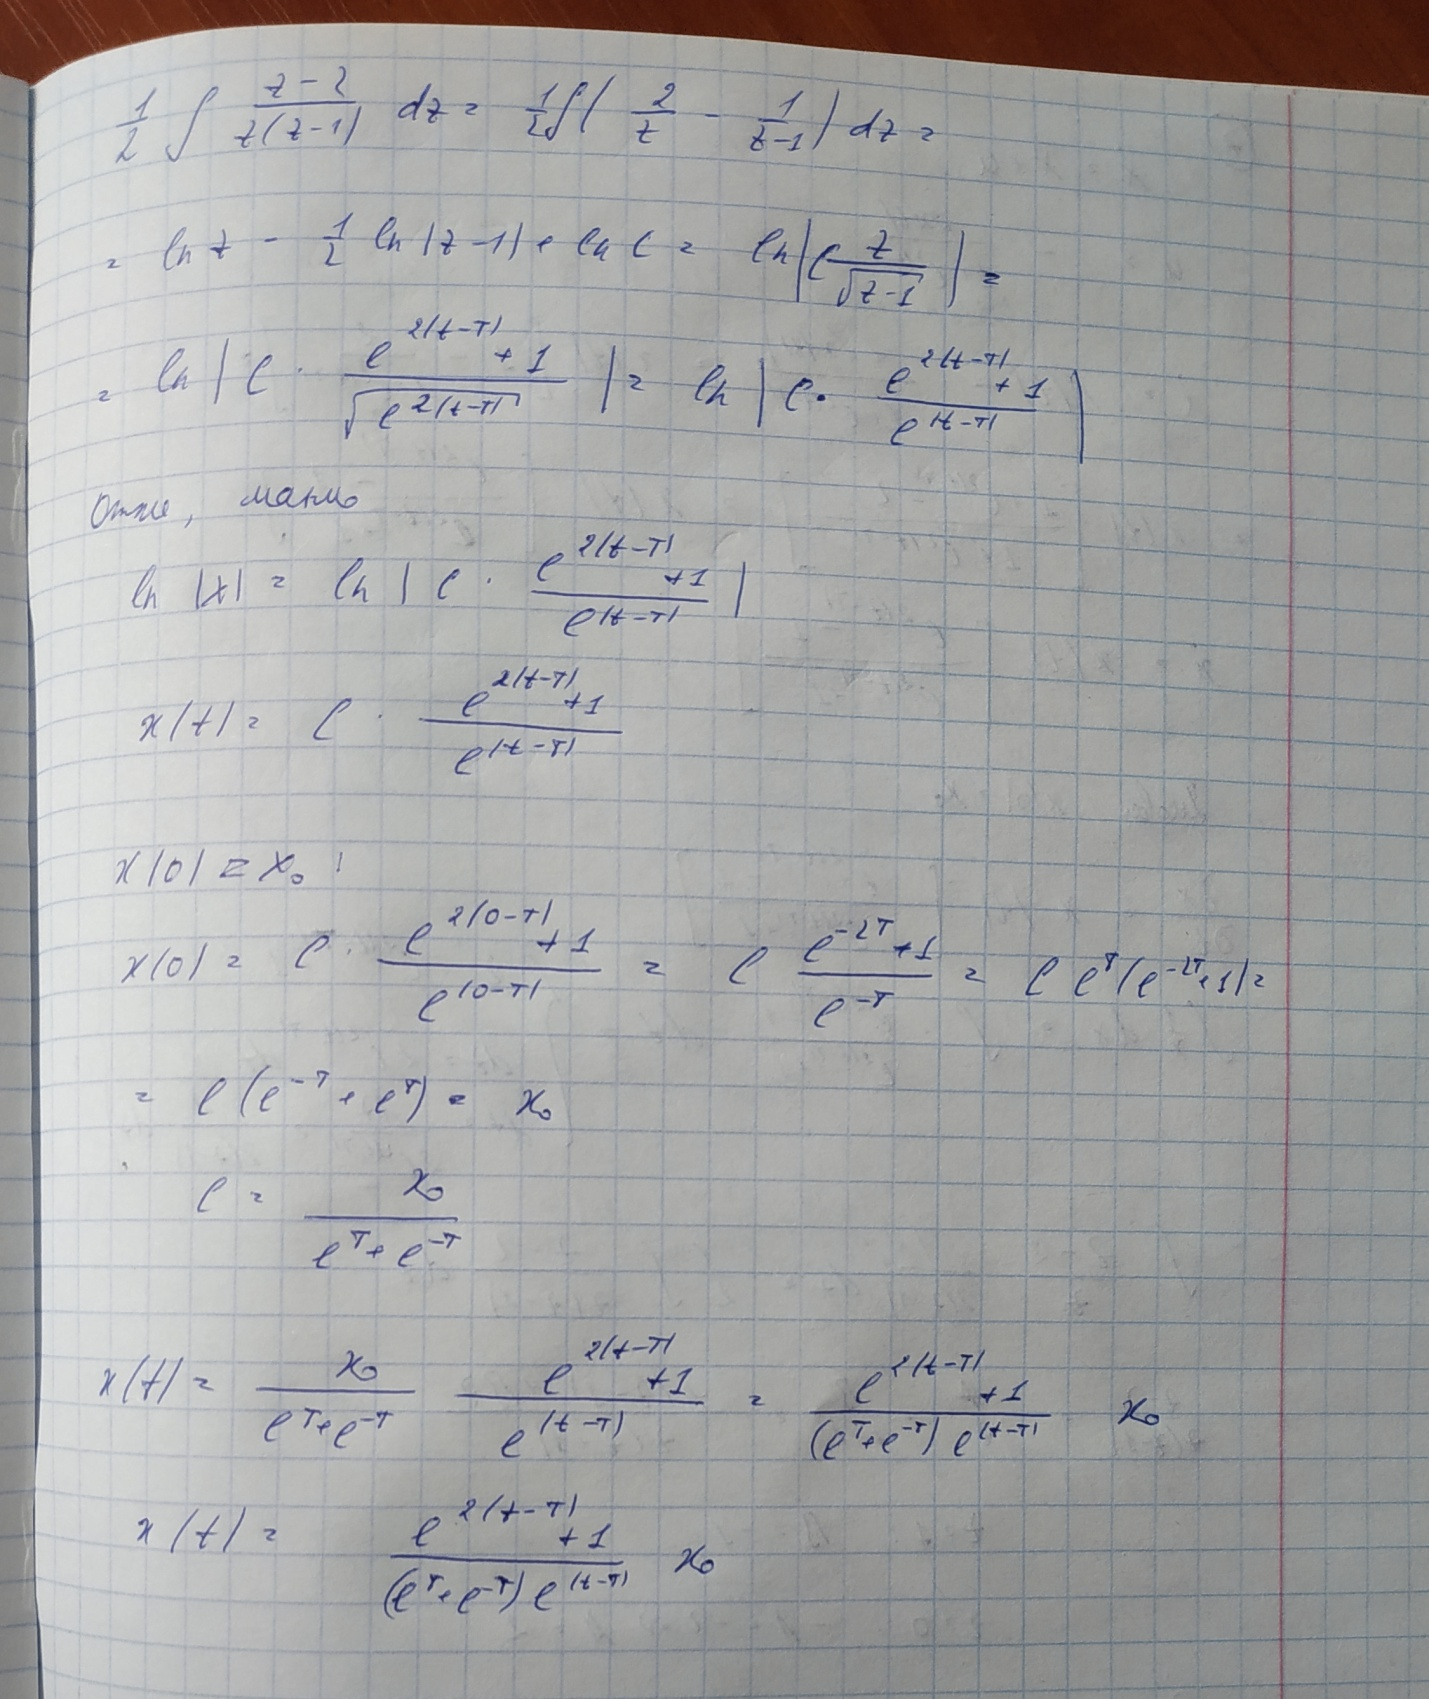 1/2 ∫ (z-2)/(z(z-1)) dz = 1/2 ∫ (2/z - 1/(z-1)) dz =
= ln z - 1/2 ln |z-1| + ln C = ln |C z/√(z-1)| =
= ln |C · (e^{2(t-T)} + 1)/√(e^{2(t-T)})| = ln |C · (e^{2(t-T)} + 1)/e^{(t-T)}|
Отже, маємо
ln |x| = ln |C · (e^{2(t-T)} + 1)/e^{(t-T)}|
x(t) = C · (e^{2(t-T)} + 1)/e^{(t-T)}
x(0) = x₀ :
x(0) = C · (e^{2(0-T)} + 1)/e^{(0-T)} = C (e^{-2T} + 1)/e^{-T} = C e^T (e^{-2T} + 1) =
= C (e^{-T} + e^T) = x₀
C = x₀/(e^T + e^{-T})
x(t) = x₀/(e^T + e^{-T}) (e^{2(t-T)} + 1)/e^{(t-T)} = (e^{2(t-T)} + 1)/((e^T + e^{-T}) e^{(t-T)}) x₀
x(t) = (e^{2(t-T)} + 1)/((e^T + e^{-T}) e^{(t-T)}) x₀